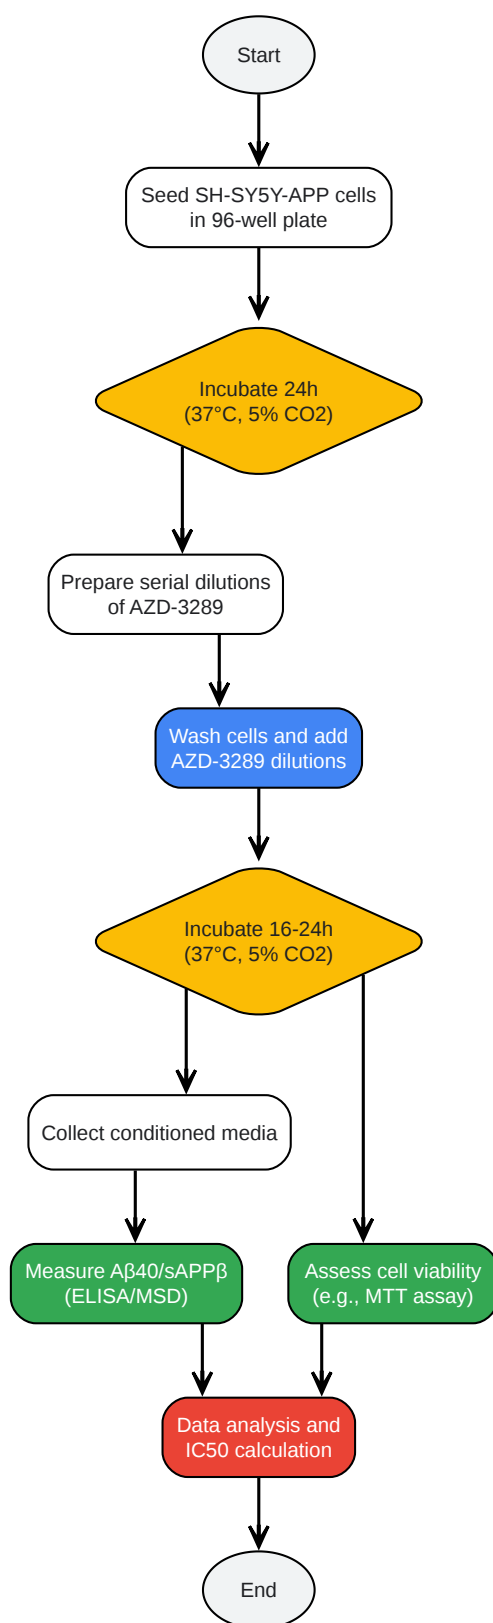 Start
Seed SH-SY5Y-APP cells
in 96-well plate
Incubate 24h
(37°C, 5% CO2)
Prepare serial dilutions
of AZD-3289
Wash cells and add
AZD-3289 dilutions
Incubate 16-24h
(37°C, 5% CO2)
Collect conditioned media
Measure Aβ40/sAPPβ
(ELISA/MSD)
Assess cell viability
(e.g., MTT assay)
Data analysis and
IC50 calculation
End